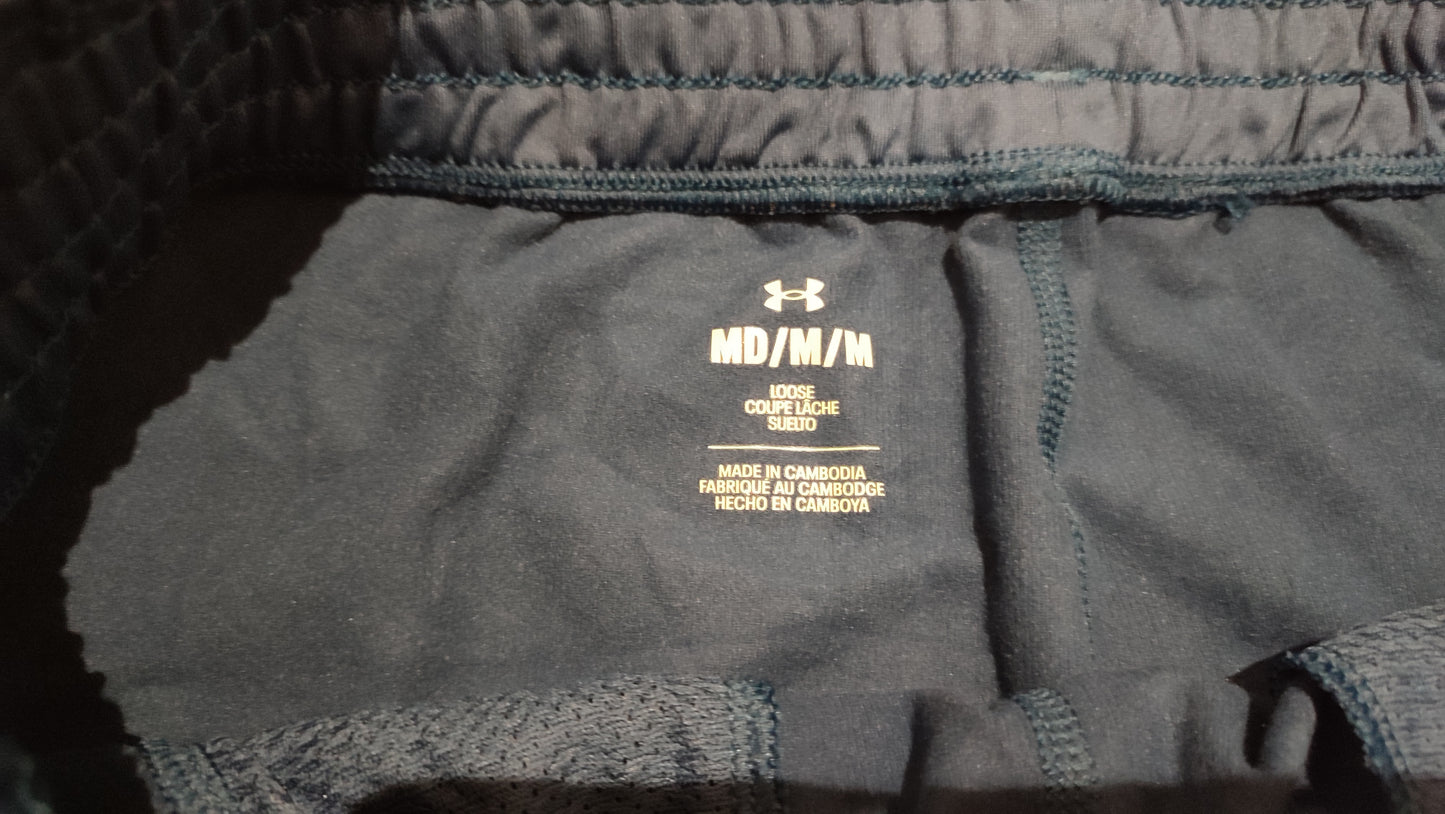 MD/M/M
LOOSE
COUPE LÂCHE
SUELTO
MADE IN CAMBODIA
FABRIQUÉ AU CAMBODGE
HECHO EN CAMBOYA